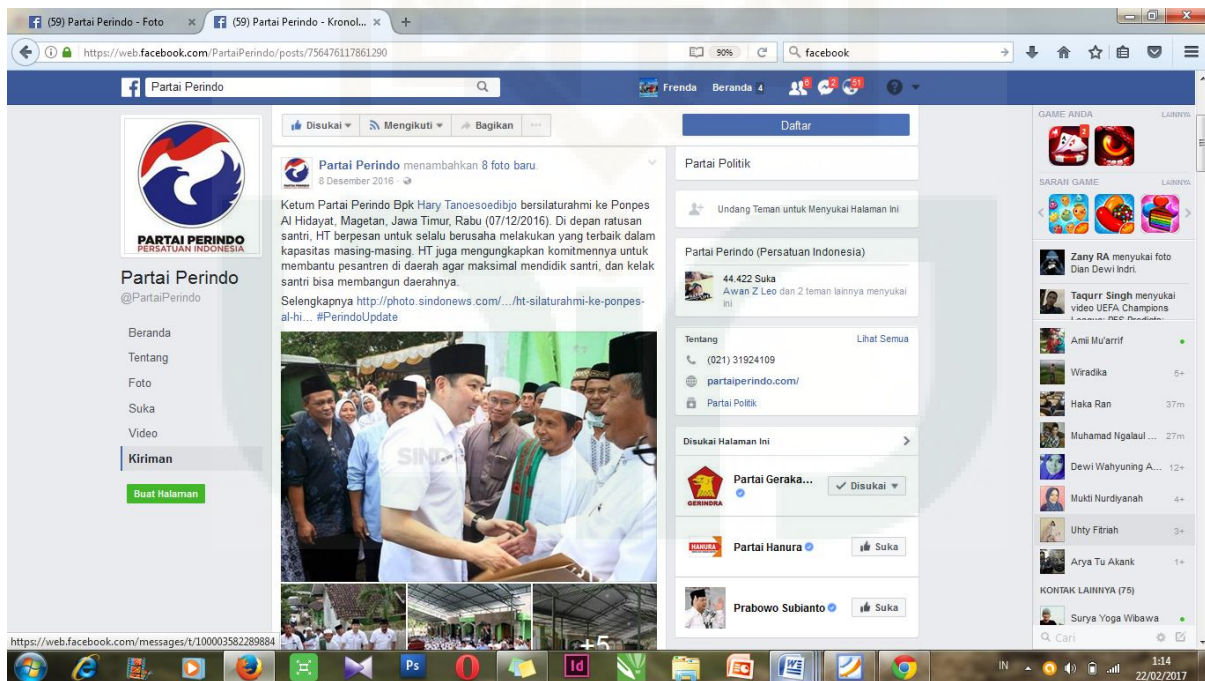 (59) Partai Perindo - Foto
(59) Partai Perindo - Kronol...
https://web.facebook.com/PartaiPerindo/posts/756476117861290
90%
facebook
Partai Perindo
Frenda
Beranda 4
6
2
51
PARTAI PERINDO
PERSATUAN INDONESIA
Partai Perindo
@PartaiPerindo
Beranda
Tentang
Foto
Suka
Video
Kiriman
Buat Halaman
Disukai
Mengikuti
Bagikan
...
Partai Perindo menambahkan 8 foto baru.
8 Desember 2016
Ketum Partai Perindo Bpk Hary Tanoesoedibjo bersilaturahmi ke Ponpes
Al Hidayat, Magetan, Jawa Timur, Rabu (07/12/2016). Di depan ratusan
santri, HT berpesan untuk selalu berusaha melakukan yang terbaik dalam
kapasitas masing-masing. HT juga mengungkapkan komitmennya untuk
membantu pesantren di daerah agar maksimal mendidik santri, dan kelak
santri bisa membangun daerahnya.
Selengkapnya http://photo.sindonews.com/.../ht-silaturahmi-ke-ponpes-
al-hi... #PerindoUpdate
+5
Daftar
Partai Politik
Undang Teman untuk Menyukai Halaman Ini
Partai Perindo (Persatuan Indonesia)
44.422 Suka
Awan Z Leo dan 2 teman lainnya menyukai
ini
Tentang
Lihat Semua
(021) 31924109
partaiperindo.com/
Partai Politik
Disukai Halaman Ini
GERINDRA
Partai Geraka...
Disukai
HANURA
Partai Hanura
Suka
Prabowo Subianto
Suka
GAME ANDA
LAINNYA
SARAN GAME
LAINNYA
Zany RA menyukai foto
Dian Dewi Indri.
Taqurr Singh menyukai
video UEFA Champions
Amii Mu'arrif
Wiradika
5+
Haka Ran
37m
Muhamad Ngalaul ...
27m
Dewi Wahyuning A...
12+
Mukti Nurdiyanah
4+
Uhty Fitriah
3+
Arya Tu Akank
1+
KONTAK LAINNYA (75)
Surya Yoga Wibawa
Cari
https://web.facebook.com/messages/t/100003582289884
Ps
Id
IN
1:14
22/02/2017